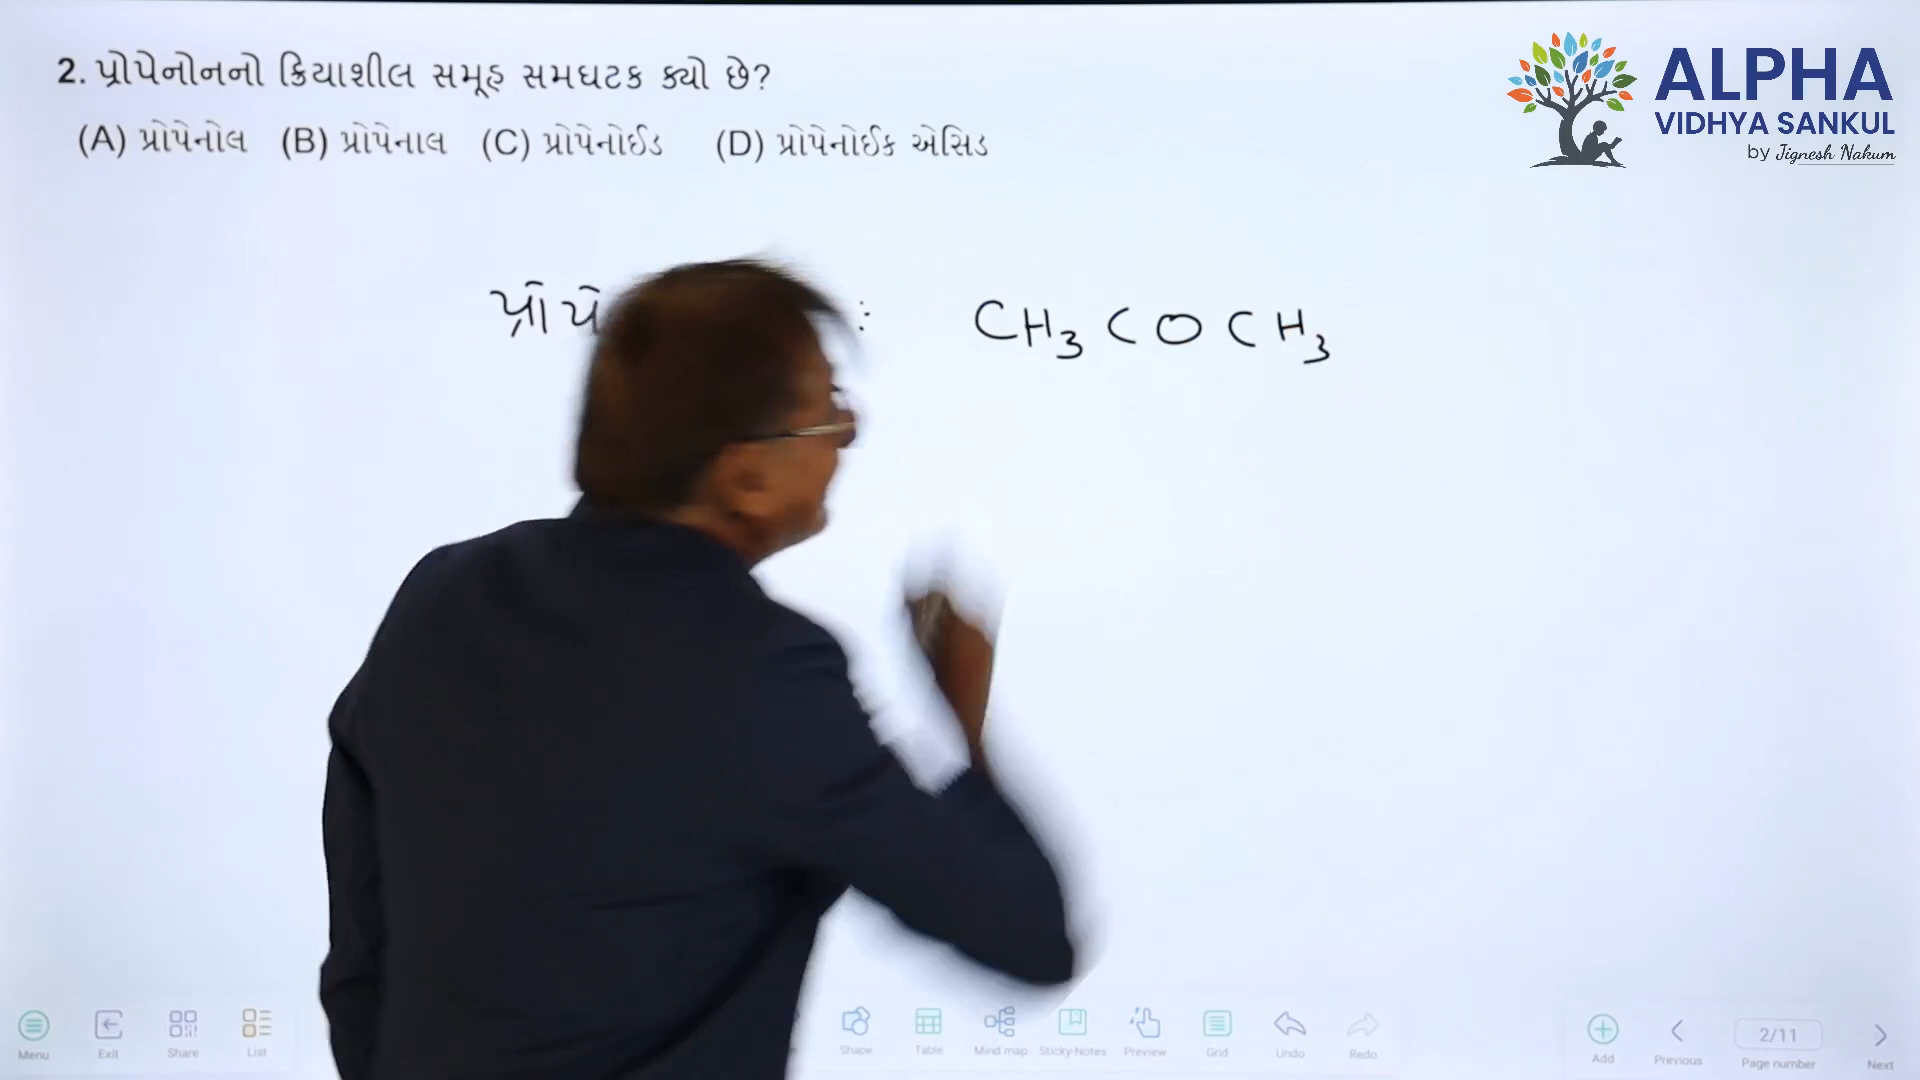 2. પ્રોપેનોનનો ક્રિયાશીલ સમૂહ સમઘટક ક્યો છે?
(A) પ્રોપેનોલ (B) પ્રોપેનાલ (C) પ્રોપેનોઈડ (D) પ્રોપેનોઈક એસિડ
ALPHA
VIDHYA SANKUL
by Jignesh Nakum
: CH3COCH3
Menu Exit Share List Shape Table Mind map Sticky-Notes Preview Grid Undo Redo Add Previous 2/11 Page number Next